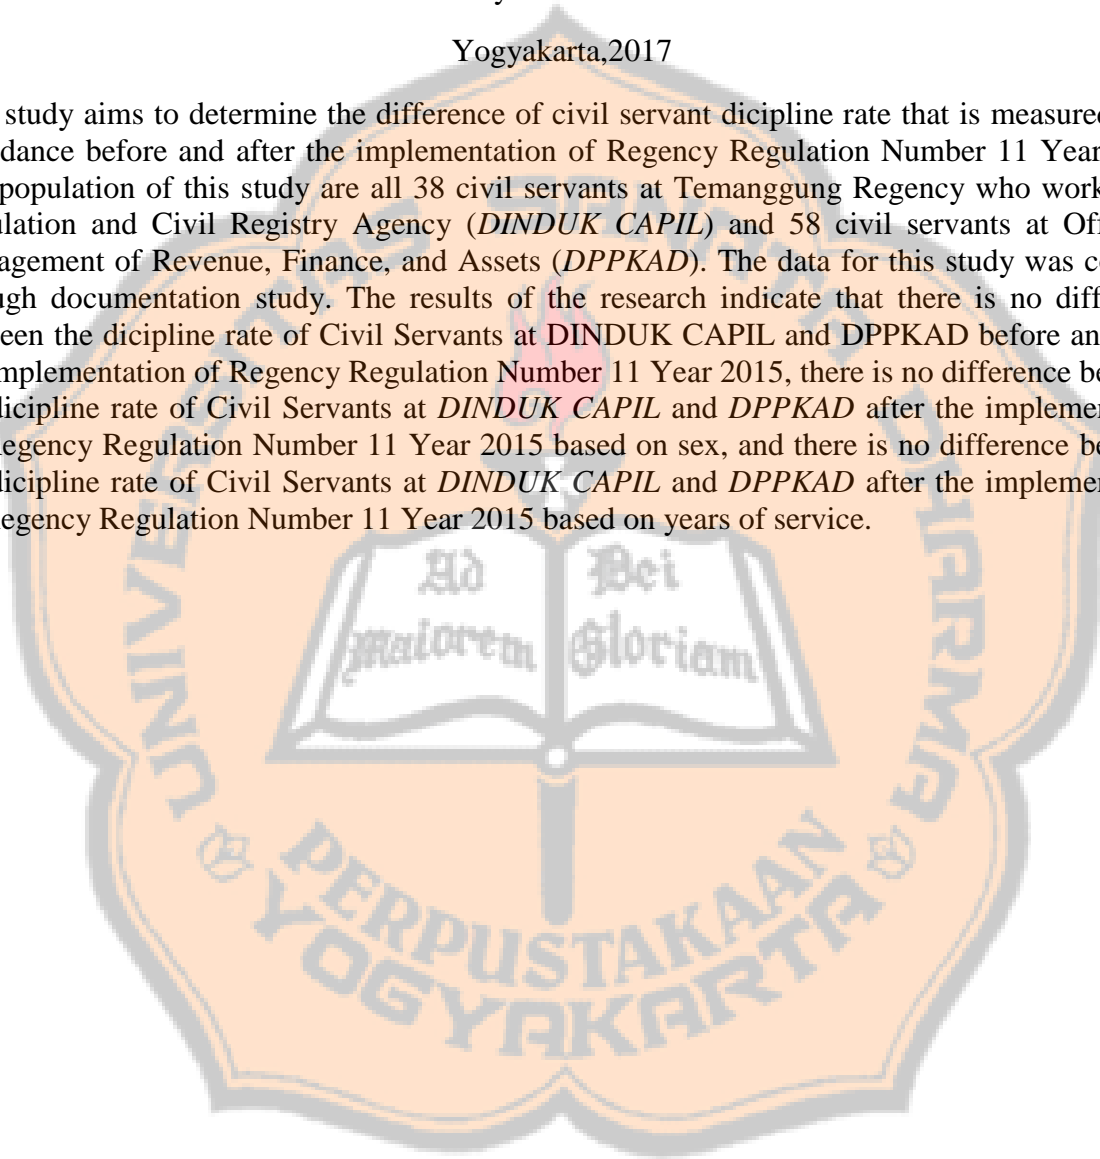 Yogyakarta,2017
study aims to determine the difference of civil servant dicipline rate that is measured
dance before and after the implementation of Regency Regulation Number 11 Year
population of this study are all 38 civil servants at Temanggung Regency who work
ulation and Civil Registry Agency (DINDUK CAPIL) and 58 civil servants at Of
agement of Revenue, Finance, and Assets (DPPKAD). The data for this study was c
ugh documentation study. The results of the research indicate that there is no diff
een the dicipline rate of Civil Servants at DINDUK CAPIL and DPPKAD before an
mplementation of Regency Regulation Number 11 Year 2015, there is no difference be
dicipline rate of Civil Servants at DINDUK CAPIL and DPPKAD after the implemen
egency Regulation Number 11 Year 2015 based on sex, and there is no difference be
dicipline rate of Civil Servants at DINDUK CAPIL and DPPKAD after the implemen
egency Regulation Number 11 Year 2015 based on years of service.
UNIVERSITAS SANATA DHARMA
Ad Dei
maiorem Gloriam
PERPUSTAKAAN
YOGYAKARTA